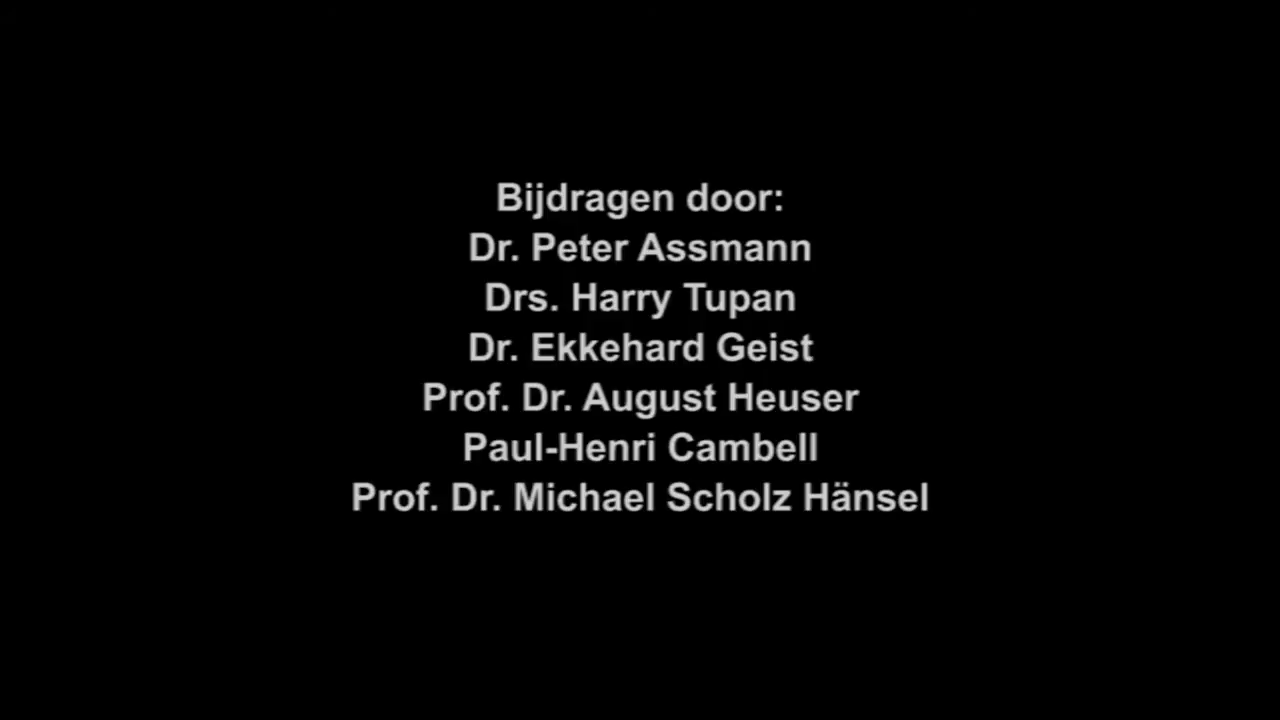 Bijdragen door:
Dr. Peter Assmann
Drs. Harry Tupan
Dr. Ekkehard Geist
Prof. Dr. August Heuser
Paul-Henri Cambell
Prof. Dr. Michael Scholz Hänsel